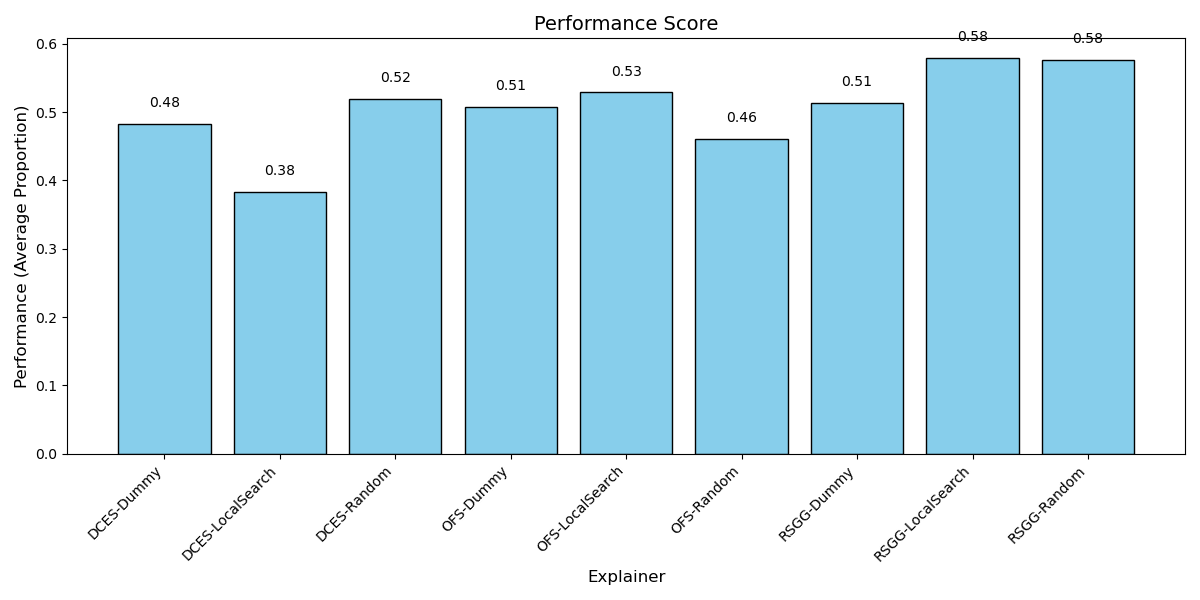 Performance Score
Performance (Average Proportion)
0.6
0.5
0.4
0.3
0.2
0.1
0.0
0.48
0.38
0.52
0.51
0.53
0.46
0.51
0.58
0.58
DCES-Dummy
DCES-LocalSearch
DCES-Random
OFS-Dummy
OFS-LocalSearch
OFS-Random
RSGG-Dummy
RSGG-LocalSearch
RSGG-Random
Explainer